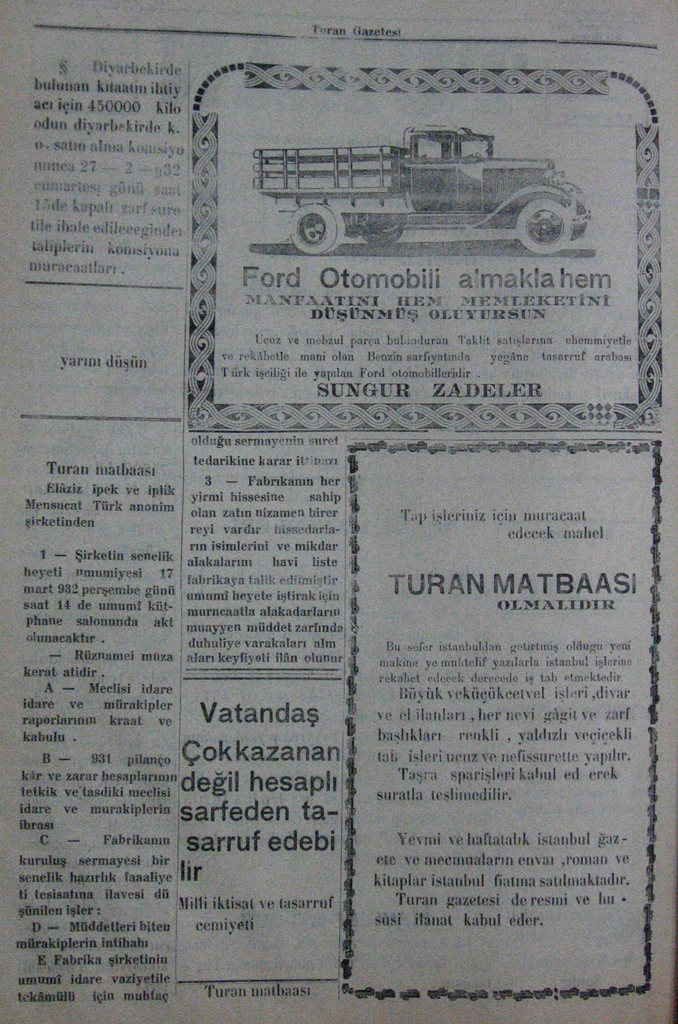 Turan Gazetesi
§ Diyarbekirde
bulunan kıtaatın ihtiy
acı için 450000 kilo
odun diyarbekirde k.
o. satın alma komsiyo
nunca 27 — 2 — 932
cumartesi günü saat
15de kapalı zarf sure
tile ihale edileceginden
taliplerin komsiyona
muracaatları .
yarını düşün
Turan matbaası
Elâziz ipek ve iplik
Mensucat Türk anonim
şirketinden
1 — Şirketin senelik
heyeti umumiyesi 17
mart 932 perşembe günü
saat 14 de umumî küt-
phane salonunda akt
olunacaktır .
— Rüznamei müza
kerat atidir .
A — Meclisi idare
idare ve mürakipler
raporlarının kraat ve
kabulu .
B — 931 pilanço
kâr ve zarar hesaplarının
tetkik ve tasdiki meclisi
idare ve murakiplerin
ibrası
C — Fabrikanın
kuruluş sermayesi bir
senelik hazırlık faaliye
ti tesisatına ilavesi dü
şünilen işler :
D — Müddetleri biten
mürakiplerin intihabı
E Fabrika şirketinin
umumî idare vaziyetile
tekâmülü için muhtaç
Ford Otomobili almakla hem
MANFAATINI HEM MEMLEKETİNİ
DÜŞÜNMÜŞ OLUYURSUN
Ucuz ve mebzul parça bulunduran Taklit satışlarına ehemmiyetle
ve rekâbetle mani olan Benzin sarfiyatında yegâne tasarruf arabası
Türk işciliği ile yapılan Ford otomobilleridir .
SUNGUR ZADELER
olduğu sermayenin suret
tedarikine karar ittihazı
3 — Fabrıkanın her
yirmi hissesine sahip
olan zatın nizamen birer
reyi vardır hissedarla-
rın isimlerini ve mikdar
alakalarını havi liste
fabrikaya talik edilmiştir
umumî heyete iştirak için
muracaatla alakadarların
muayyen müddet zarfında
duhuliye varakaları alm
aları keyfiyeti ilân olunur
Vatandaş
Çok kazanan
değil hesaplı
sarfeden ta-
sarruf edebi
lir
Milli iktisat ve tasarruf
cemiyeti
Turan matbaası
Tap işleriniz için muracaat
edecek mahel
TURAN MATBAASI
OLMALIDIR
Bu sefer istanbuldan getirtmiş olduğu yeni
makine ye muhtelif yazılarla istanbul işlerine
rekabet edecek derecede iş tab etmektedir
Büyük veküçükcetvel işleri ,divar
ve el ilanları , her nevi gâgit ve zarf
başlıkları renkli , yaldızlı veçiçekli
tab işleri ucuz ve nefissurette yapılır.
Taşra sparişleri kabul ed erek
suratla teslimedilir.
Yevmi ve haftatalık istanbul gaz-
ete ve mecmuaların envaı ,roman ve
kitaplar istanbul fiatına satılmaktadır.
Turan gazetesi de resmi ve hu -
susi ilanat kabul eder.